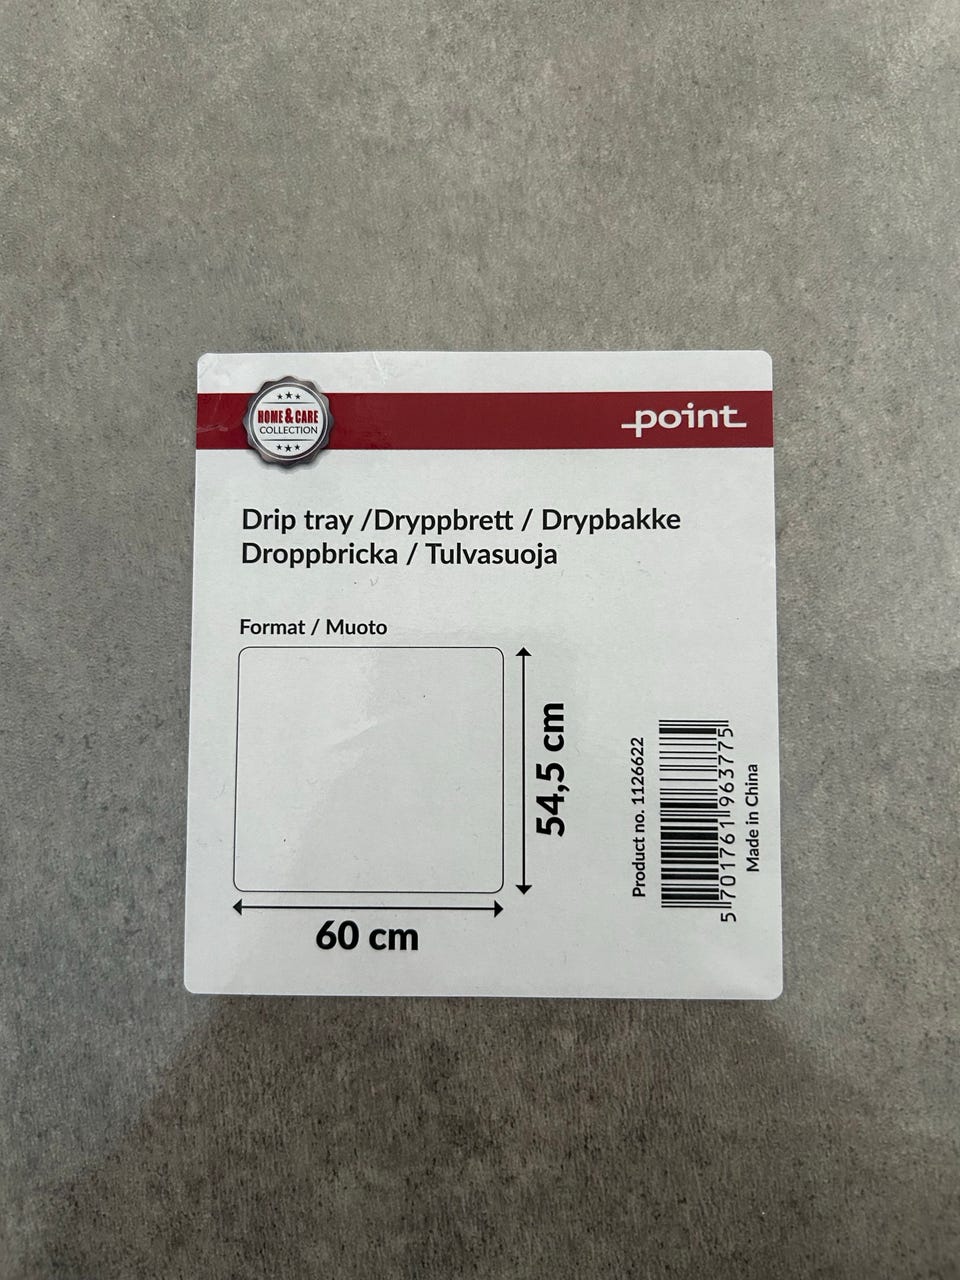 HOME & CARE
COLLECTION
point
Drip tray /Dryppbrett / Drypbakke
Droppbricka / Tulvasuoja
Format / Muoto
54,5 cm
60 cm
Product no. 1126622
5 701761 963775
Made in China